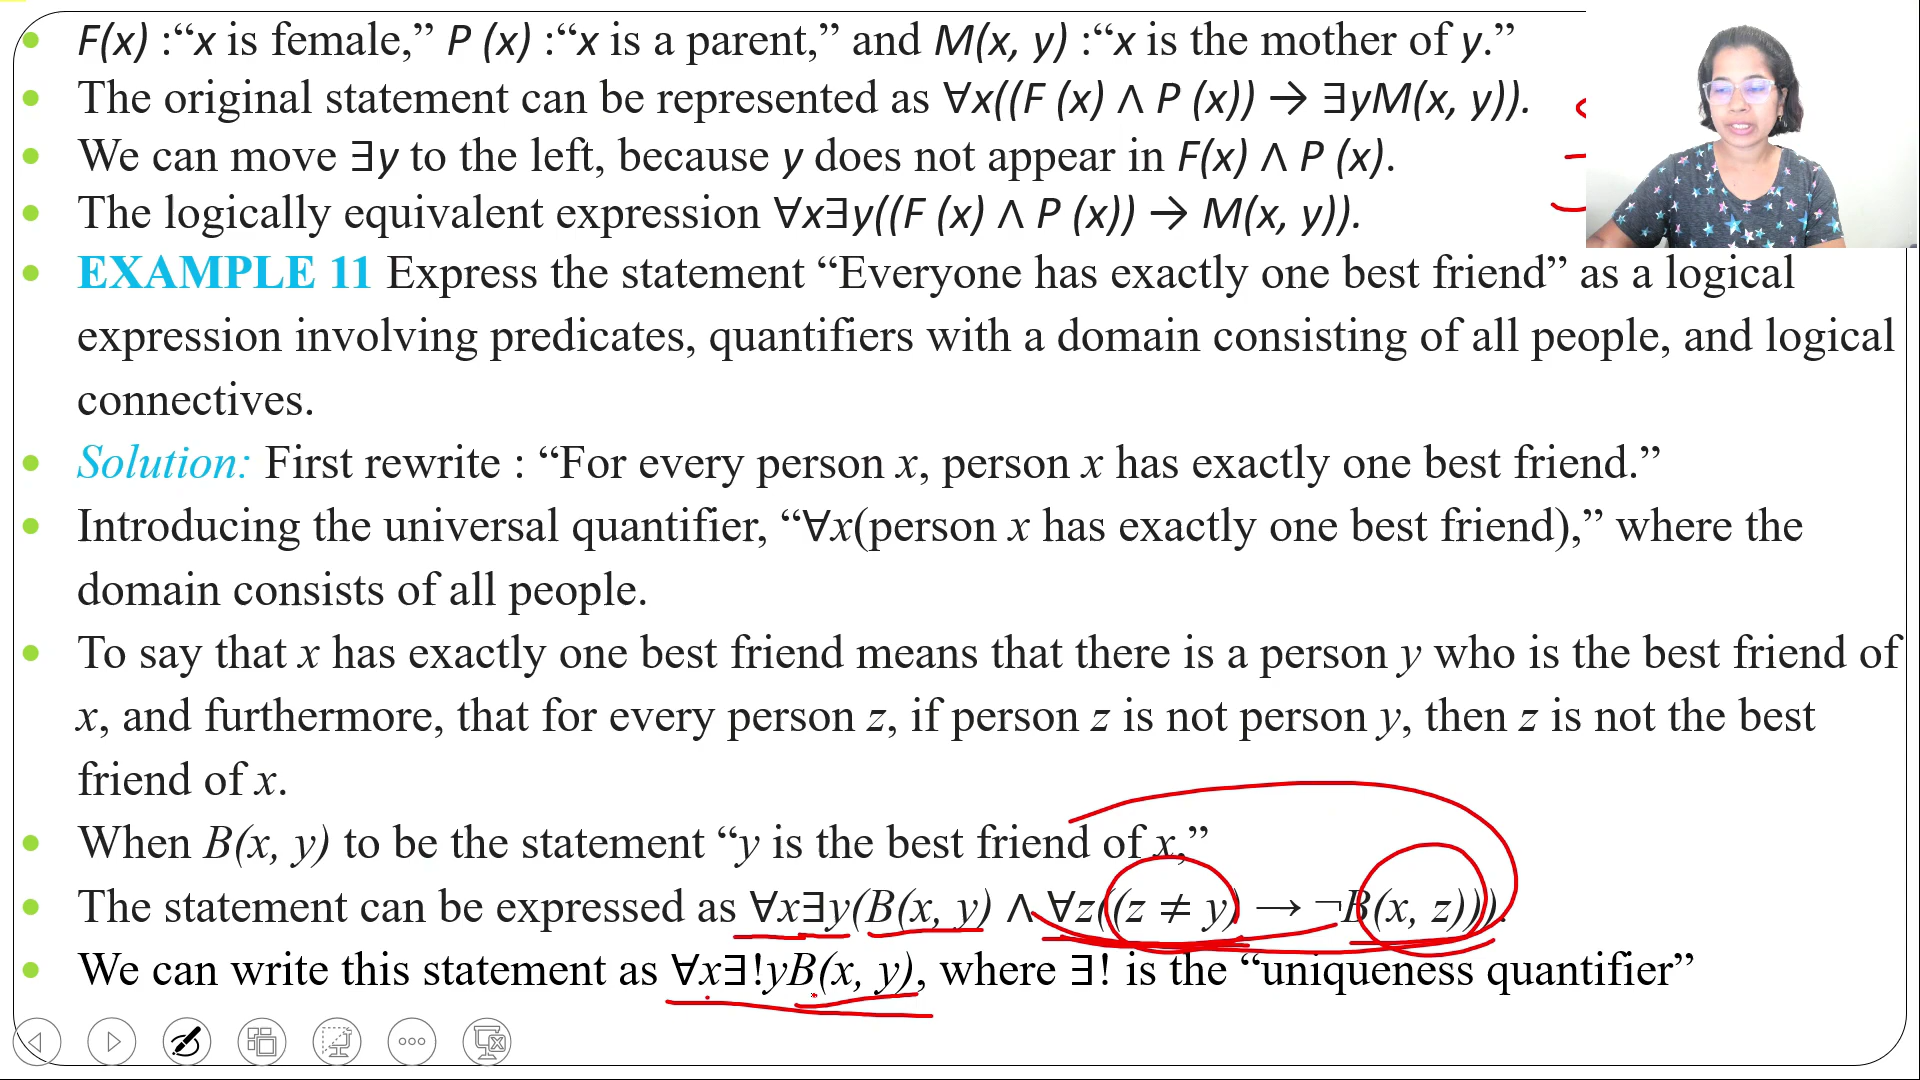 F(x) :“x is female,” P (x) :“x is a parent,” and M(x, y) :“x is the mother of y.”
The original statement can be represented as ∀x((F (x) ∧ P (x)) → ∃yM(x, y)).
We can move ∃y to the left, because y does not appear in F(x) ∧ P (x).
The logically equivalent expression ∀x∃y((F (x) ∧ P (x)) → M(x, y)).
EXAMPLE 11 Express the statement “Everyone has exactly one best friend” as a logical
expression involving predicates, quantifiers with a domain consisting of all people, and logical
connectives.
Solution: First rewrite : “For every person x, person x has exactly one best friend.”
Introducing the universal quantifier, “∀x(person x has exactly one best friend),” where the
domain consists of all people.
To say that x has exactly one best friend means that there is a person y who is the best friend of
x, and furthermore, that for every person z, if person z is not person y, then z is not the best
friend of x.
When B(x, y) to be the statement “y is the best friend of x,”
The statement can be expressed as ∀x∃y(B(x, y) ∧ ∀z((z ≠ y) → ¬B(x, z))).
We can write this statement as ∀x∃!yB(x, y), where ∃! is the “uniqueness quantifier”